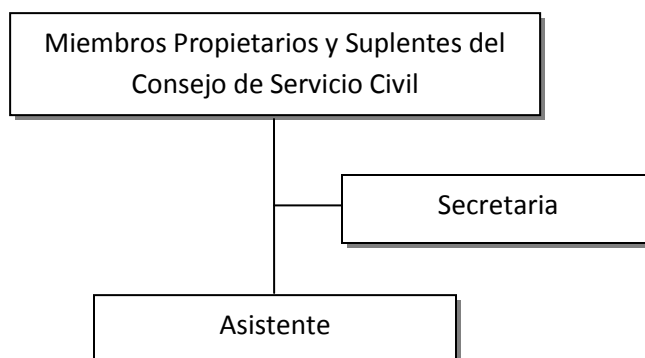 Miembros Propietarios y Suplentes del
Consejo de Servicio Civil
Secretaria
Asistente